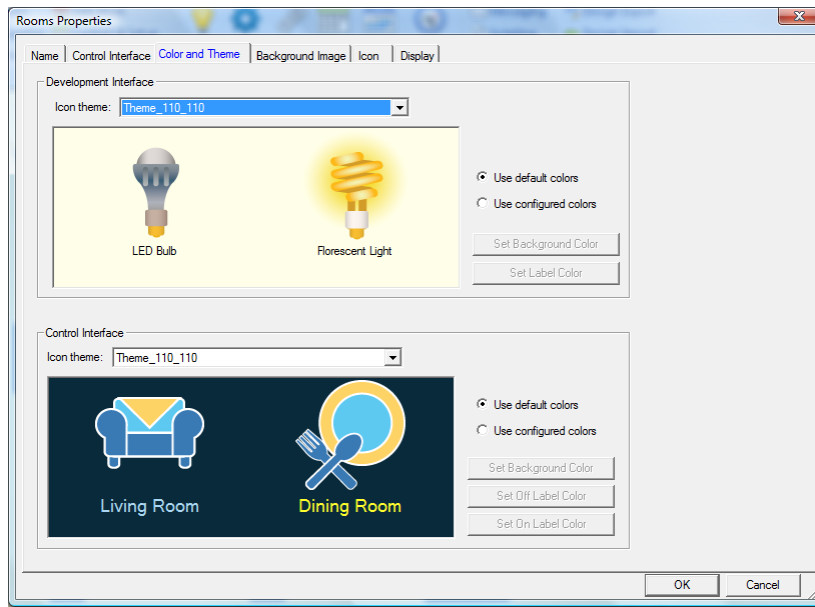 Rooms Properties
Name Control Interface Color and Theme Background Image Icon Display
Development Interface
Icon theme: Theme_110_110
LED Bulb Florescent Light
Use default colors
Use configured colors
Set Background Color
Set Label Color
Control Interface
Icon theme: Theme_110_110
Living Room Dining Room
Use default colors
Use configured colors
Set Background Color
Set Off Label Color
Set On Label Color
OK Cancel